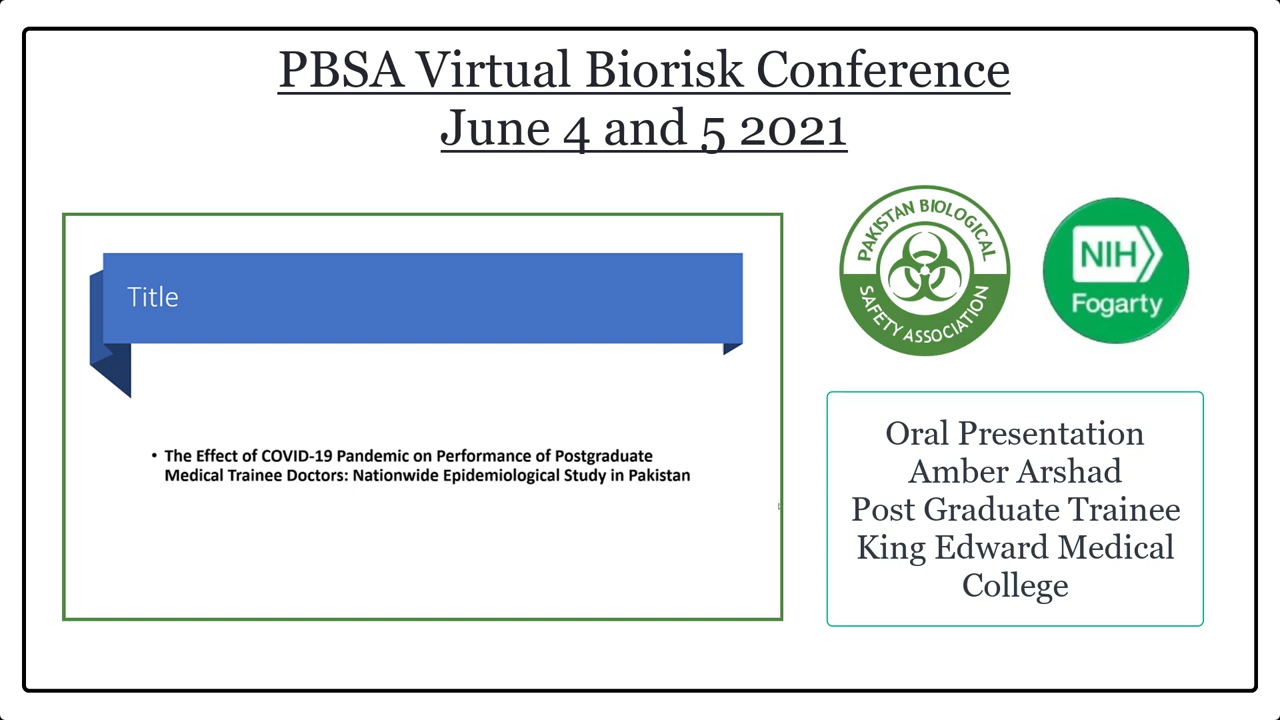 PBSA Virtual Biorisk Conference
June 4 and 5 2021
Title
• The Effect of COVID-19 Pandemic on Performance of Postgraduate
Medical Trainee Doctors: Nationwide Epidemiological Study in Pakistan
PAKISTAN BIOLOGICAL
SAFETY ASSOCIATION
NIH
Fogarty
Oral Presentation
Amber Arshad
Post Graduate Trainee
King Edward Medical
College